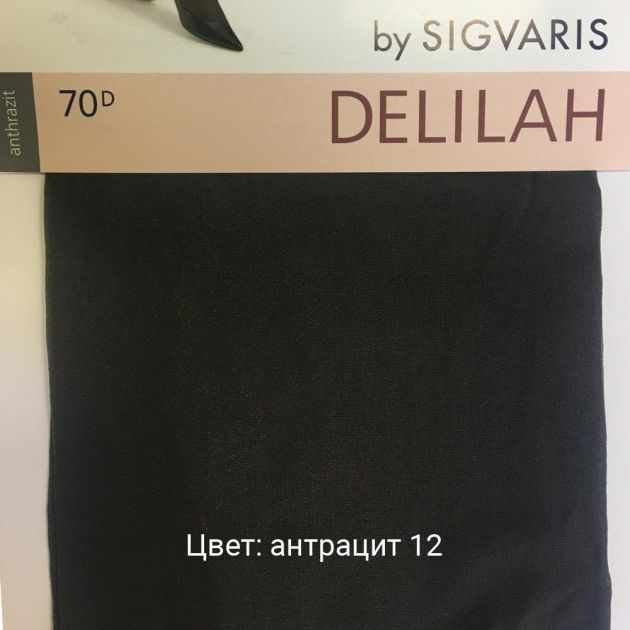 by SIGVARIS
anthrazit
70D
DELILAH
Цвет: антрацит 12